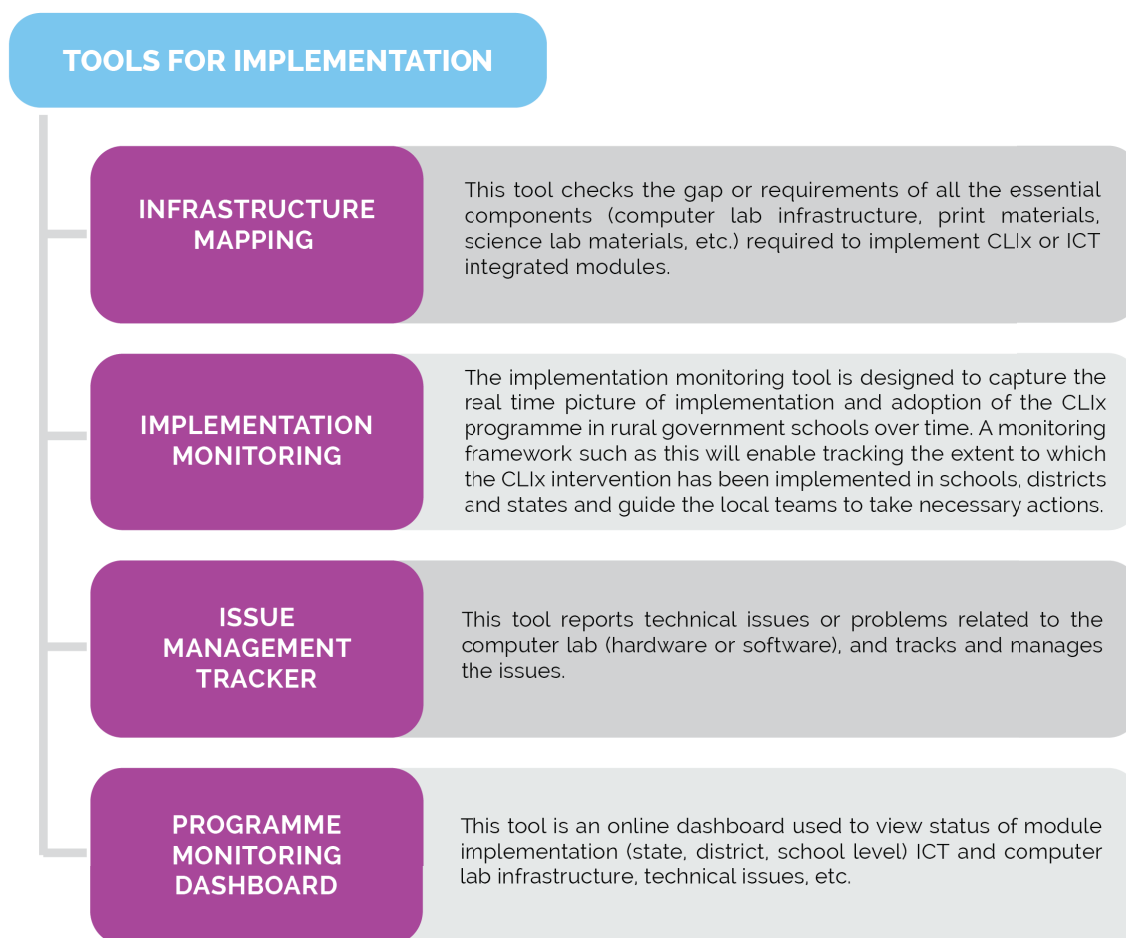 TOOLS FOR IMPLEMENTATION
INFRASTRUCTURE
MAPPING
This tool checks the gap or requirements of all the essential
components (computer lab infrastructure, print materials,
science lab materials, etc.) required to implement CLIx or ICT
integrated modules.
IMPLEMENTATION
MONITORING
The implementation monitoring tool is designed to capture the
real time picture of implementation and adoption of the CLIx
programme in rural government schools over time. A monitoring
framework such as this will enable tracking the extent to which
the CLIx intervention has been implemented in schools, districts
and states and guide the local teams to take necessary actions.
ISSUE
MANAGEMENT
TRACKER
This tool reports technical issues or problems related to the
computer lab (hardware or software), and tracks and manages
the issues.
PROGRAMME
MONITORING
DASHBOARD
This tool is an online dashboard used to view status of module
implementation (state, district, school level) ICT and computer
lab infrastructure, technical issues, etc.